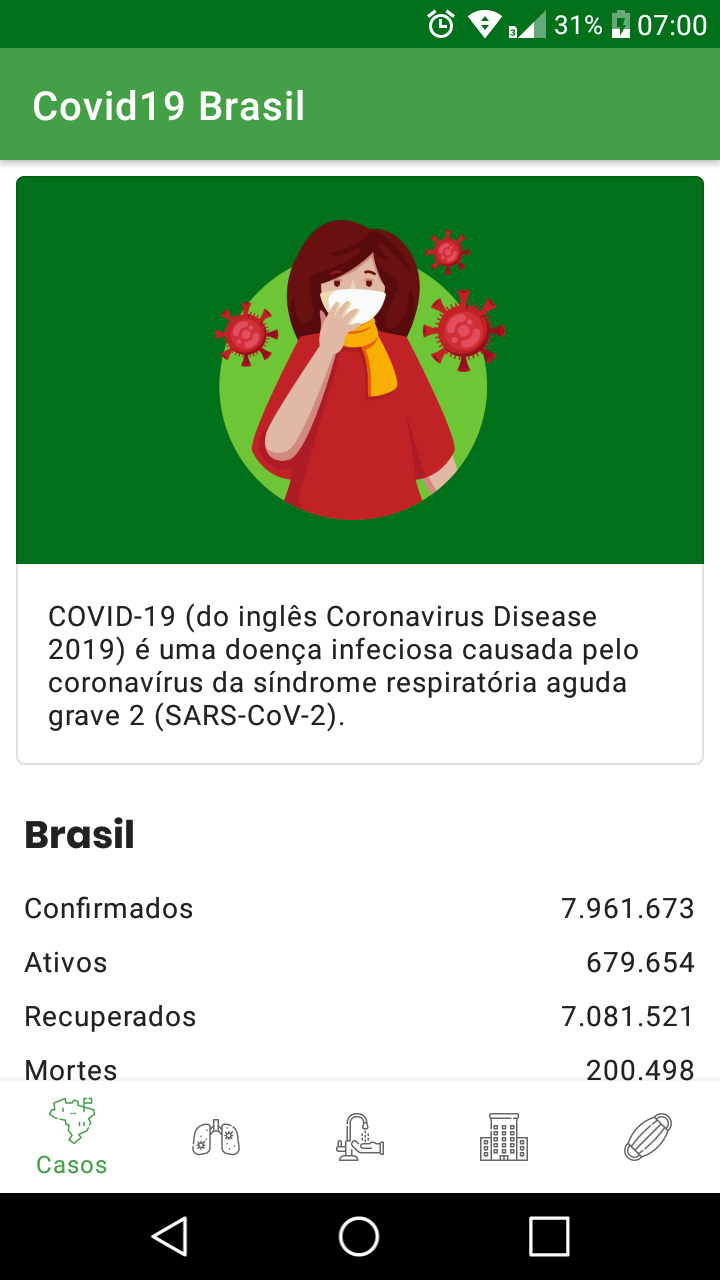 31% 07:00
Covid19 Brasil
COVID-19 (do inglês Coronavirus Disease
2019) é uma doença infeciosa causada pelo
coronavírus da síndrome respiratória aguda
grave 2 (SARS-CoV-2).
Brasil
Confirmados 7.961.673
Ativos 679.654
Recuperados 7.081.521
Mortes 200.498
Casos